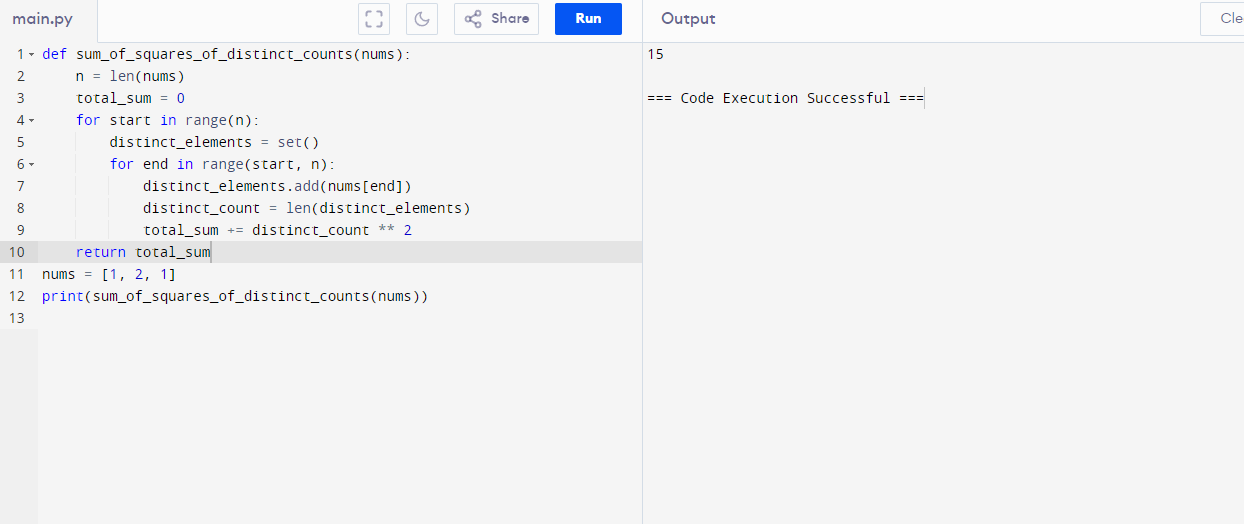 main.py Share Run Output Cle
1 def sum_of_squares_of_distinct_counts(nums):
2     n = len(nums)
3     total_sum = 0
4     for start in range(n):
5         distinct_elements = set()
6         for end in range(start, n):
7             distinct_elements.add(nums[end])
8             distinct_count = len(distinct_elements)
9             total_sum += distinct_count ** 2
10     return total_sum
11 nums = [1, 2, 1]
12 print(sum_of_squares_of_distinct_counts(nums))
13
15
=== Code Execution Successful ===